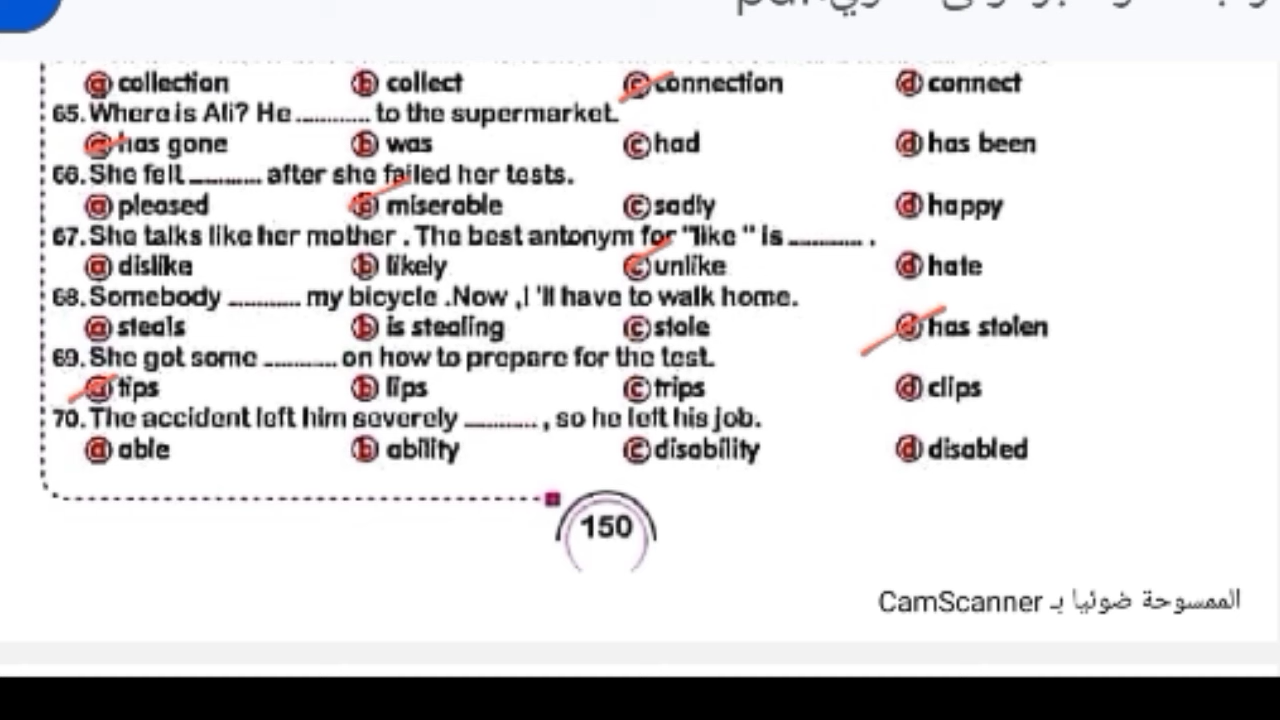 ⓐ collection ⓑ collect ⓒ connection ⓓ connect
65. Where is Ali? He ........... to the supermarket.
ⓐ has gone ⓑ was ⓒ had ⓓ has been
66. She felt ........... after she failed her tests.
ⓐ pleased ⓑ miserable ⓒ sadly ⓓ happy
67. She talks like her mother . The best antonym for "like " is ........... .
ⓐ dislike ⓑ likely ⓒ unlike ⓓ hate
68. Somebody ........... my bicycle .Now ,I 'll have to walk home.
ⓐ steals ⓑ is stealing ⓒ stole ⓓ has stolen
69. She got some ........... on how to prepare for the test.
ⓐ tips ⓑ lips ⓒ trips ⓓ clips
70. The accident left him severely ........... , so he left his job.
ⓐ able ⓑ ability ⓒ disability ⓓ disabled
150
الممسوحة ضوئيا بـ CamScanner